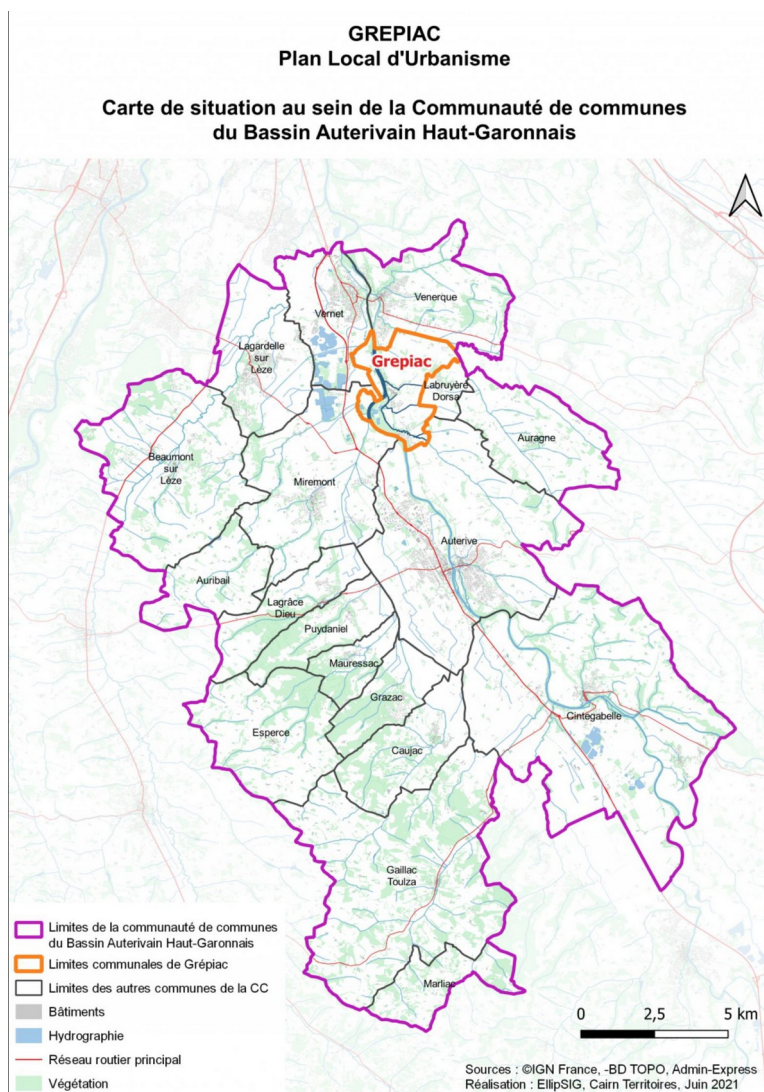 GREPIAC
Plan Local d'Urbanisme
Carte de situation au sein de la Communauté de communes
du Bassin Auterivain Haut-Garonnais
Venerque
Vernet
Lagardelle
sur
Lèze
Grepiac
Labruyère
Dorsa
Auragne
Beaumont
sur
Lèze
Miremont
Auterive
Auribail
Lagrâce
Dieu
Puydaniel
Mauressac
Grazac
Esperce
Caujac
Cintegabelle
Gaillac
Toulza
Marliac
Limites de la communauté de communes
du Bassin Auterivain Haut-Garonnais
Limites communales de Grépiac
Limites des autres communes de la CC
Bâtiments
Hydrographie
Réseau routier principal
Végétation
0 2,5 5 km
Sources : ©IGN France, -BD TOPO, Admin-Express
Réalisation : EllipSIG, Cairn Territoires, Juin 2021